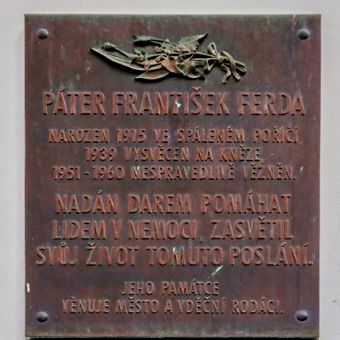 PÁTER FRANTIŠEK FERDA
NAROZEN 1915 VE SPÁLENÉM POŘÍČÍ,
1939 VYSVĚCEN NA KNĚZE,
1951-1960 NESPRAVEDLIVĚ VĚZNĚN.
NADÁN DAREM POMÁHAT
LIDEM V NEMOCI, ZASVĚTIL
SVŮJ ŽIVOT TOMUTO POSLÁNÍ.
JEHO PAMÁTCE
VĚNUJE MĚSTO A VDĚČNÍ RODÁCI.